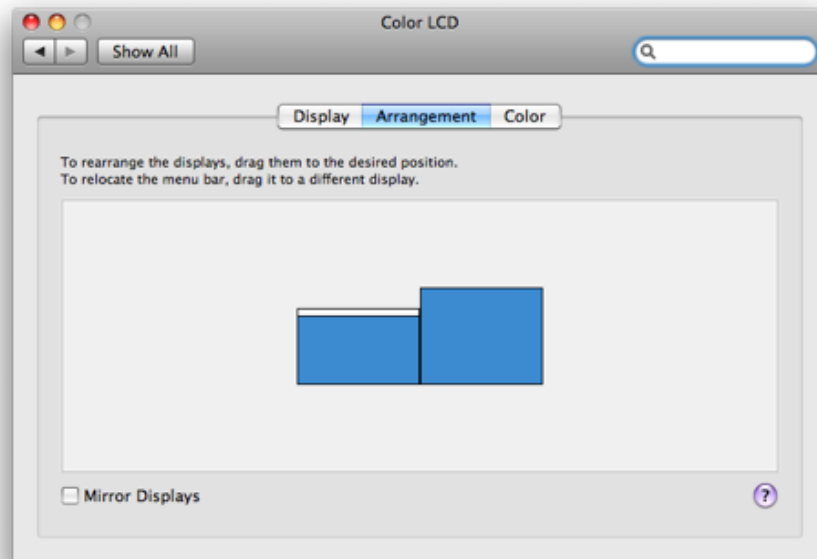 Color LCD
Show All
Display Arrangement Color
To rearrange the displays, drag them to the desired position.
To relocate the menu bar, drag it to a different display.
Mirror Displays
?